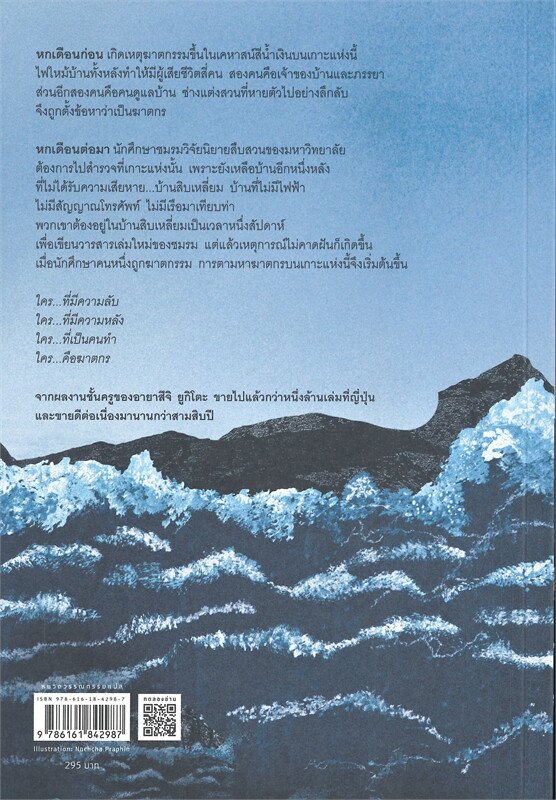 หกเดือนก่อน เกิดเหตุฆาตกรรมขึ้นในเคหาสน์สีน้ำเงินบนเกาะแห่งนี้
ไฟไหม้บ้านทั้งหลังทำให้มีผู้เสียชีวิตสี่คน สองคนคือเจ้าของบ้านและภรรยา
ส่วนอีกสองคนคือคนดูแลบ้าน ช่างแต่งสวนที่หายตัวไปอย่างลึกลับ
จึงถูกตั้งข้อหาว่าเป็นฆาตกร
หกเดือนต่อมา นักศึกษาชมรมวิจัยนิยายสืบสวนของมหาวิทยาลัย
ต้องการไปสำรวจที่เกาะแห่งนั้น เพราะยังเหลือบ้านอีกหนึ่งหลัง
ที่ไม่ได้รับความเสียหาย...บ้านสิบเหลี่ยม บ้านที่ไม่มีไฟฟ้า
ไม่มีสัญญาณโทรศัพท์ ไม่มีเรือมาเทียบท่า
พวกเขาต้องอยู่ในบ้านสิบเหลี่ยมเป็นเวลาหนึ่งสัปดาห์
เพื่อเขียนวารสารเล่มใหม่ของชมรม แต่แล้วเหตุการณ์ไม่คาดฝันก็เกิดขึ้น
เมื่อนักศึกษาคนหนึ่งถูกฆาตกรรม การตามหาฆาตกรบนเกาะแห่งนี้จึงเริ่มต้นขึ้น
ใคร...ที่มีความลับ
ใคร...ที่มีความหลัง
ใคร...ที่เป็นคนทำ
ใคร...คือฆาตกร
จากผลงานชั้นครูของอายาสึจิ ยูกิโตะ ขายไปแล้วกว่าหนึ่งล้านเล่มที่ญี่ปุ่น
และขายดีต่อเนื่องมานานกว่าสามสิบปี
หมวดวรรณกรรมแปล
ISBN 978-616-18-4298-7
ทดลองอ่าน
9 786161 842987
Illustration: Nuchcha Praphin
295 บาท